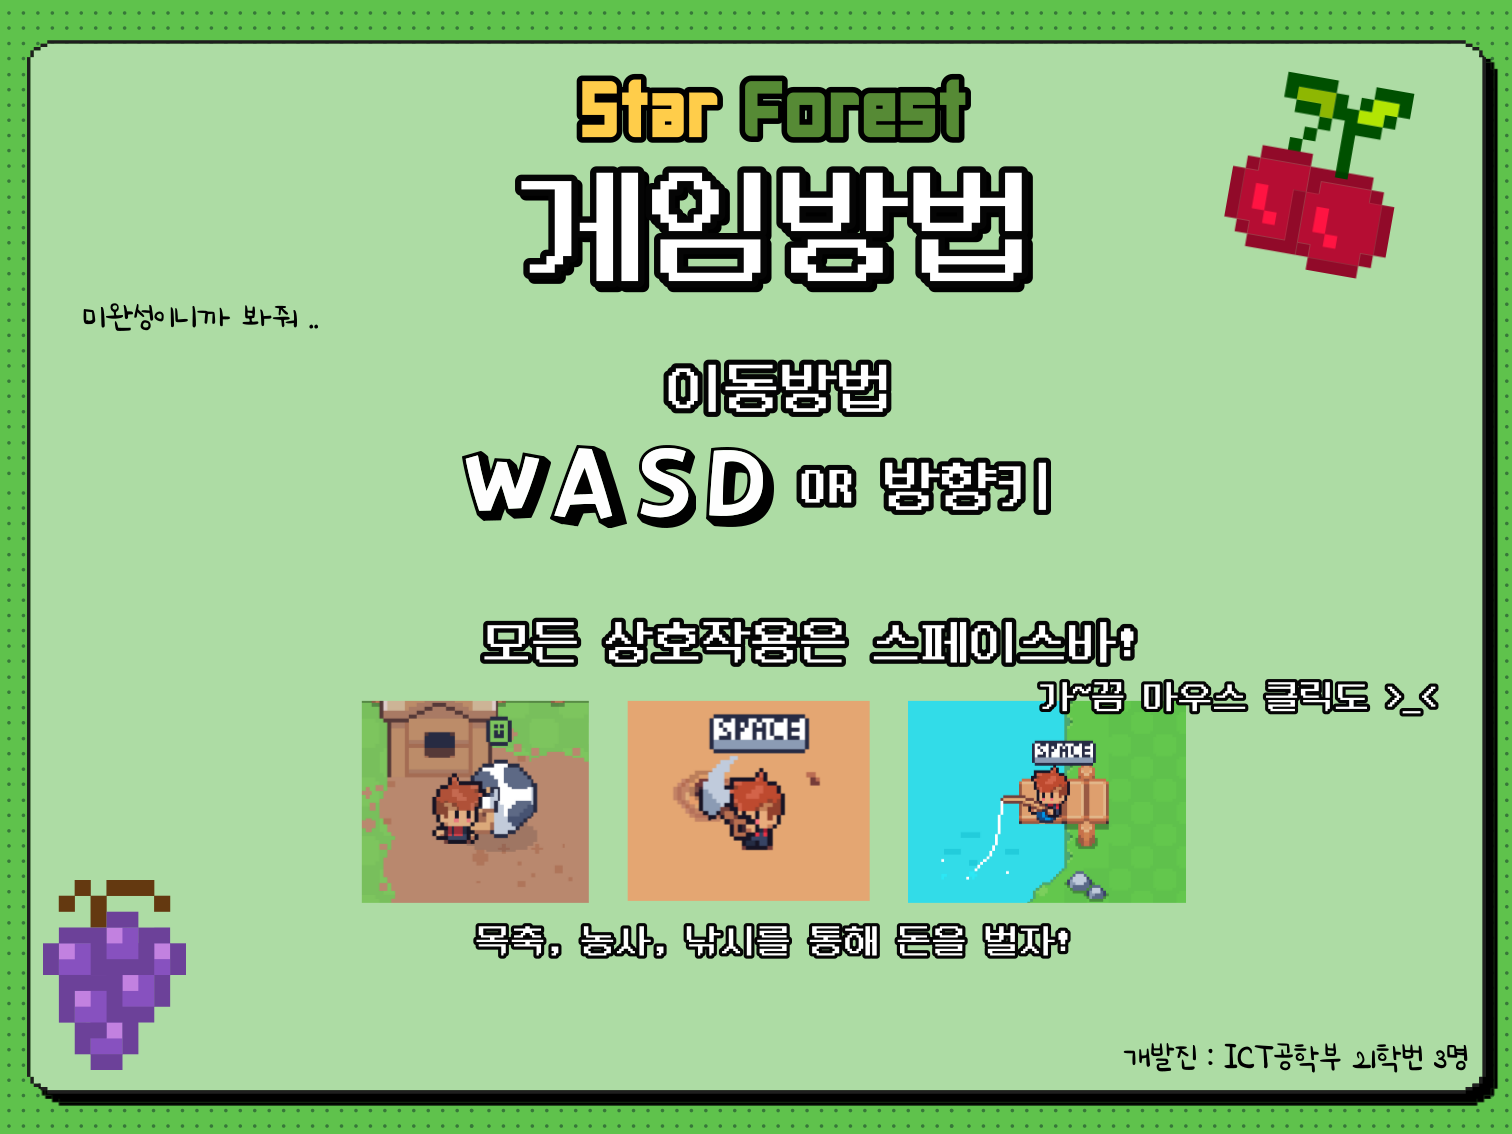 Star Forest
게임방법
미완성이니까 봐줘 ..
이동방법
WASD OR 방향키
모든 상호작용은 스페이스바!
가~끔 마우스 클릭도 >_<
SPACE
SPACE
목축, 농사, 낚시를 통해 돈을 벌자!
개발진 : ICT공학부 21학번 3명